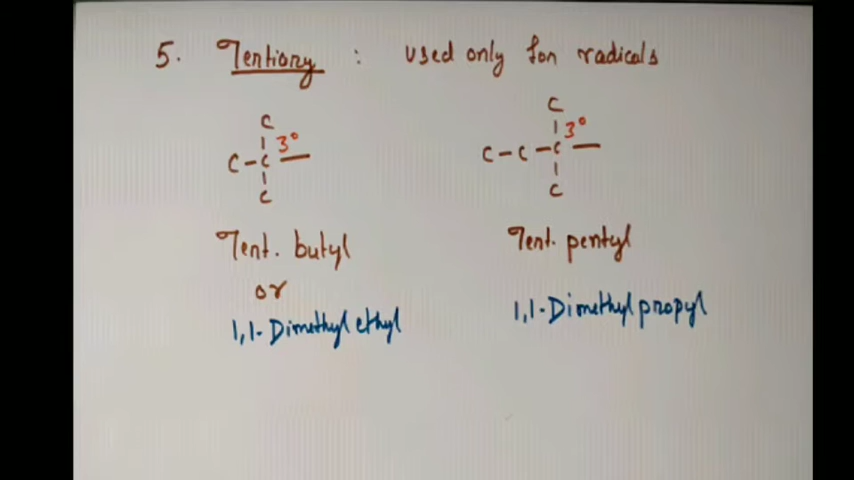 5. Tertiary : used only for radicals
C C
3° 3°
C-C- C-C-C-
C C
Tert. butyl Tert. pentyl
or
1,1-Dimethyl ethyl 1,1-Dimethyl propyl